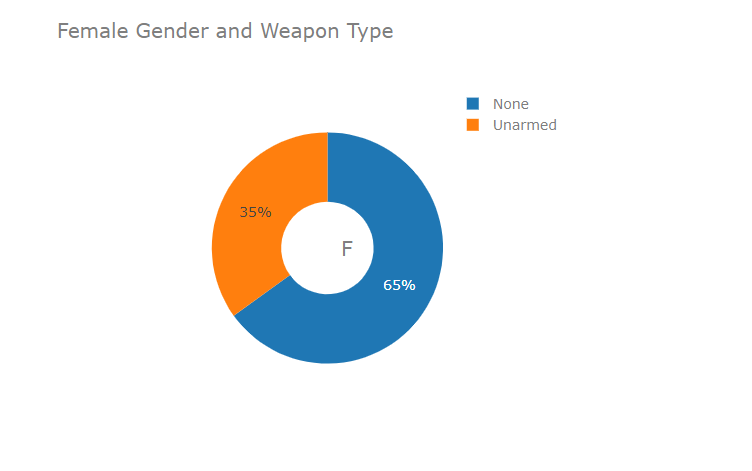 Female Gender and Weapon Type
None
Unarmed
35%
F
65%